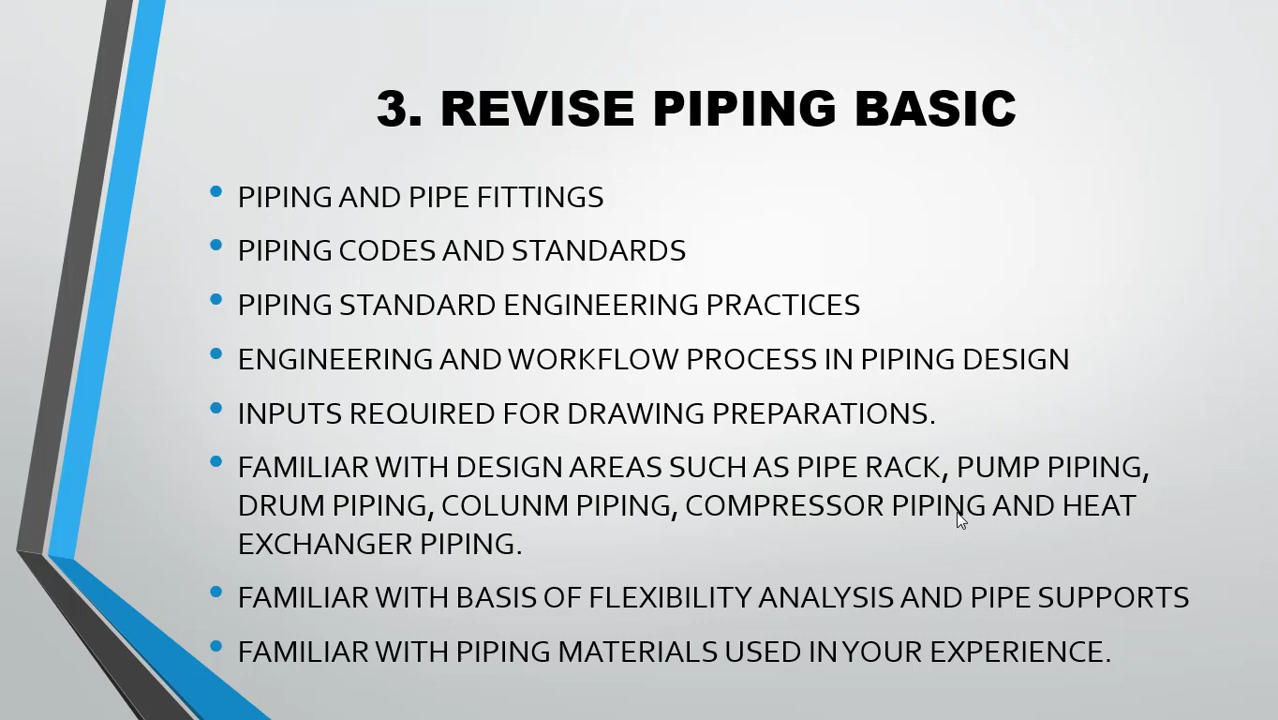 3. REVISE PIPING BASIC
• PIPING AND PIPE FITTINGS
• PIPING CODES AND STANDARDS
• PIPING STANDARD ENGINEERING PRACTICES
• ENGINEERING AND WORKFLOW PROCESS IN PIPING DESIGN
• INPUTS REQUIRED FOR DRAWING PREPARATIONS.
• FAMILIAR WITH DESIGN AREAS SUCH AS PIPE RACK, PUMP PIPING,
DRUM PIPING, COLUNM PIPING, COMPRESSOR PIPING AND HEAT
EXCHANGER PIPING.
• FAMILIAR WITH BASIS OF FLEXIBILITY ANALYSIS AND PIPE SUPPORTS
• FAMILIAR WITH PIPING MATERIALS USED IN YOUR EXPERIENCE.